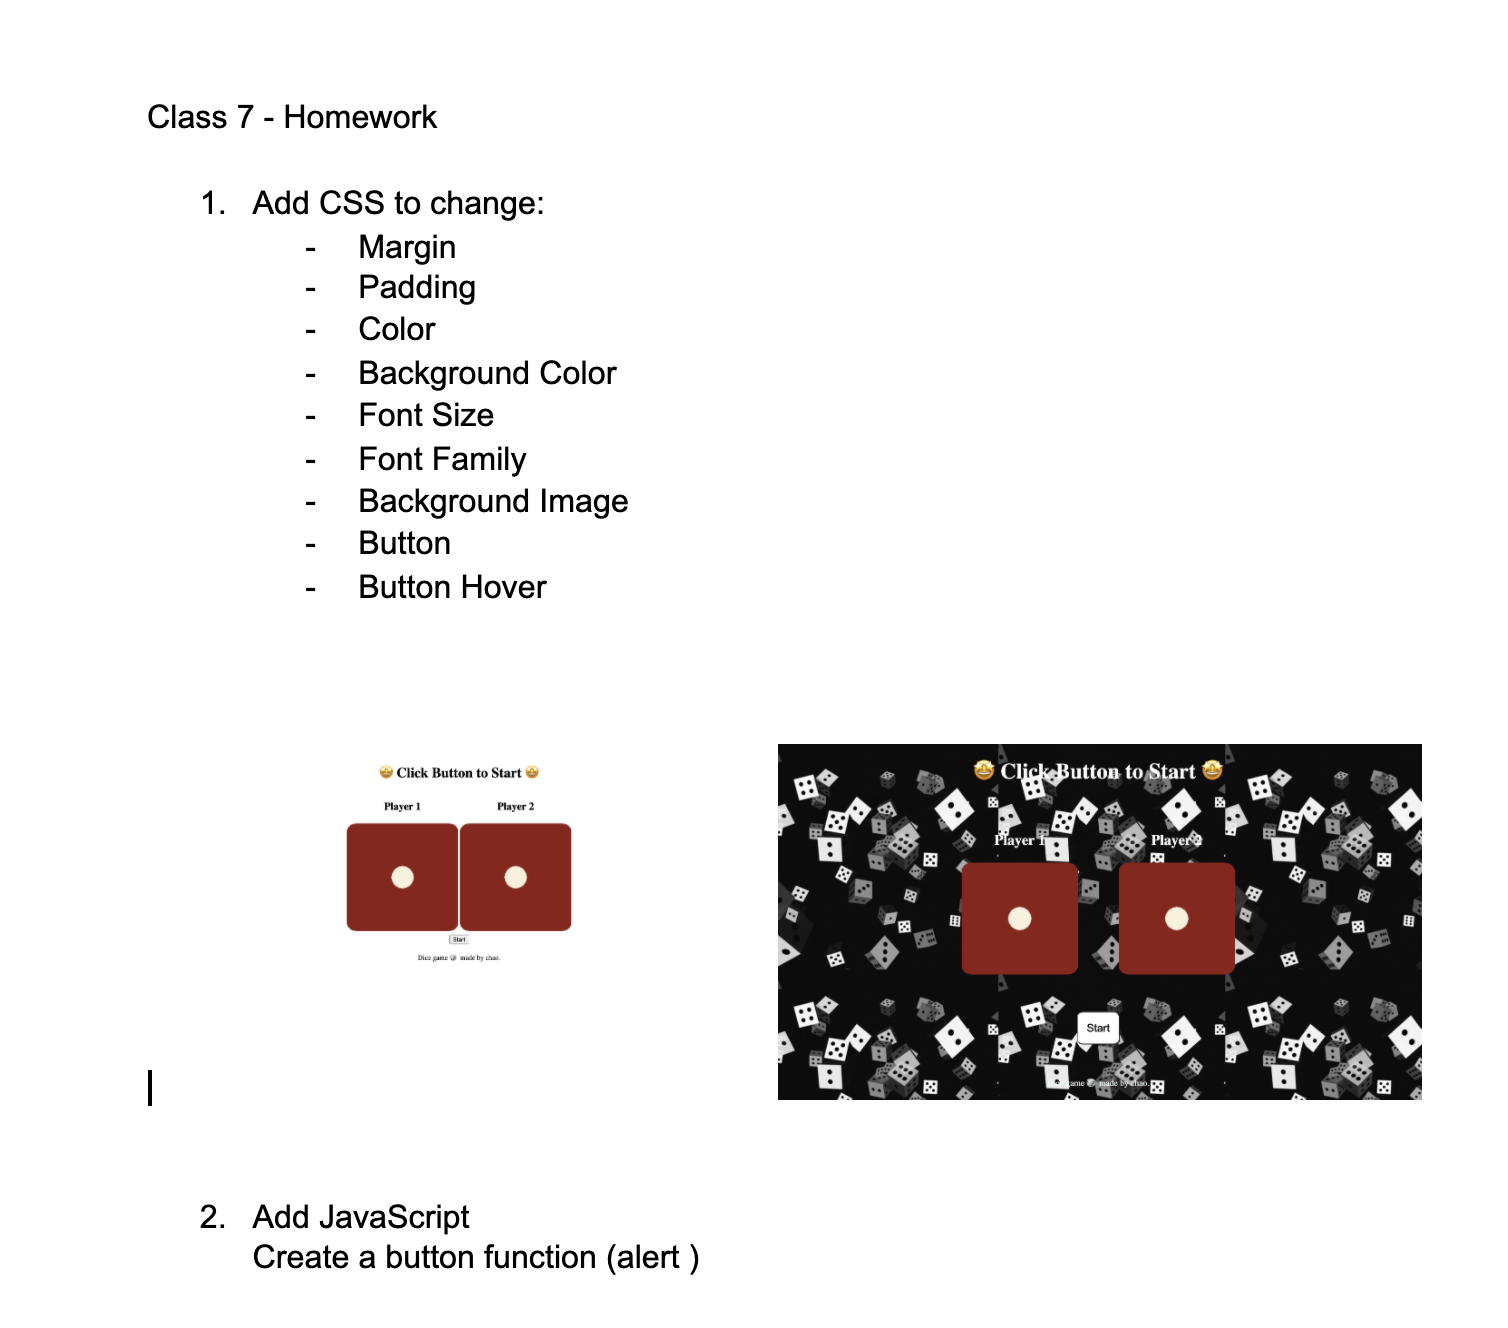 Class 7 - Homework
1. Add CSS to change:
- Margin
- Padding
- Color
- Background Color
- Font Size
- Font Family
- Background Image
- Button
- Button Hover
🤩 Click Button to Start 🤩
Player 1 Player 2
Start
Dice game 🎲 made by chao.
🤩 Click Button to Start 🤩
Player 1 Player 2
Start
game 🎲 made by chao.
2. Add JavaScript
Create a button function (alert )